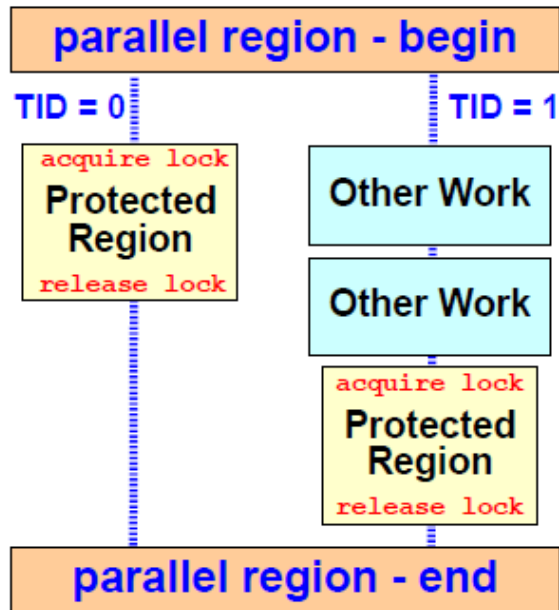 parallel region - begin
TID = 0
TID = 1
acquire lock
Protected
Region
release lock
Other Work
Other Work
acquire lock
Protected
Region
release lock
parallel region - end